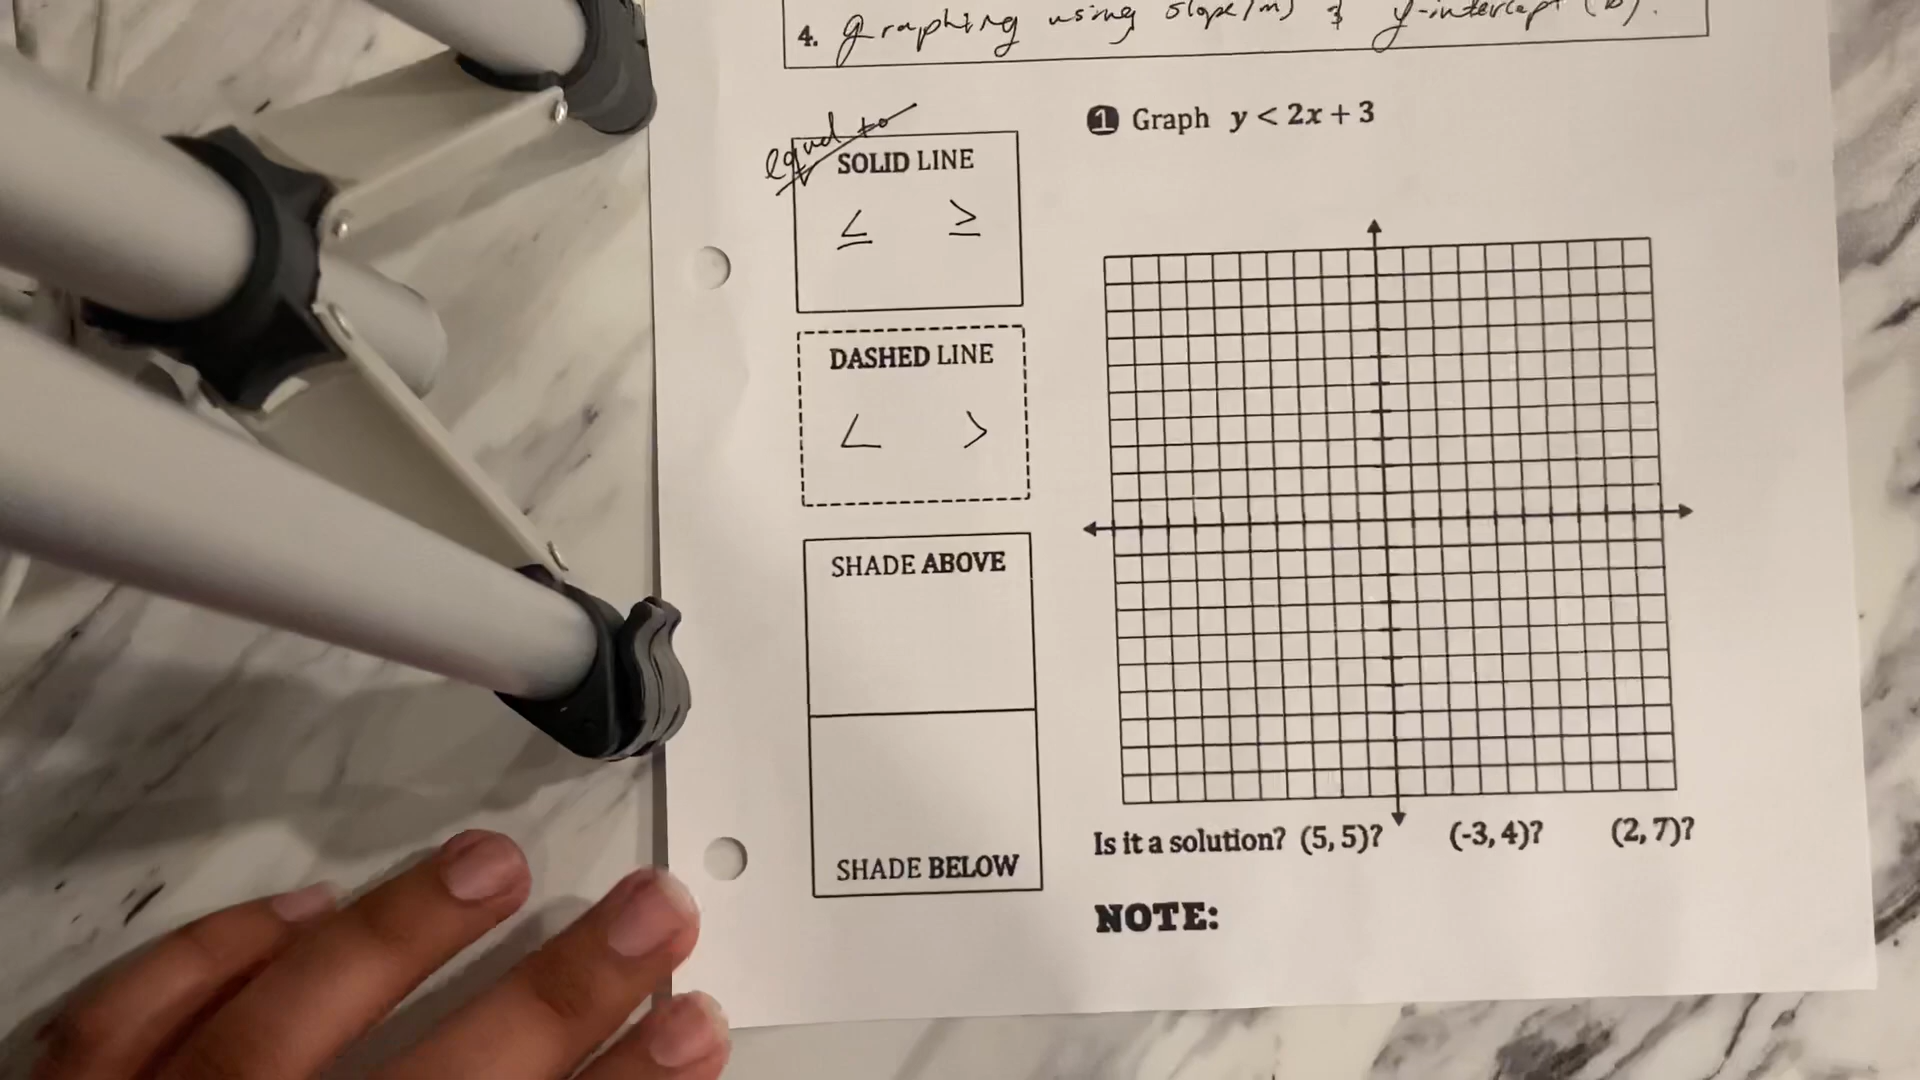 4. graphing using slope (m) & y-intercept (b).
equal to
SOLID LINE
≤ ≥
DASHED LINE
< >
SHADE ABOVE
SHADE BELOW
1 Graph y < 2x + 3
Is it a solution? (5, 5)? (-3, 4)? (2, 7)?
NOTE: